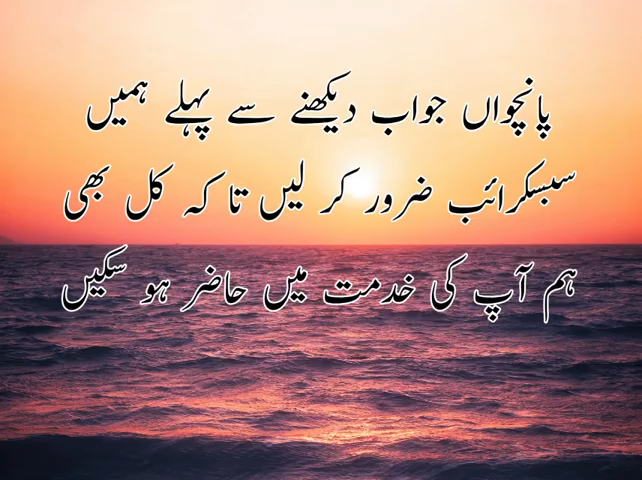 پانچواں جواب دیکھنے سے پہلے ہمیں
سبسکرائب ضرور کر لیں تا کہ کل بھی
ہم آپ کی خدمت میں حاضر ہو سکیں